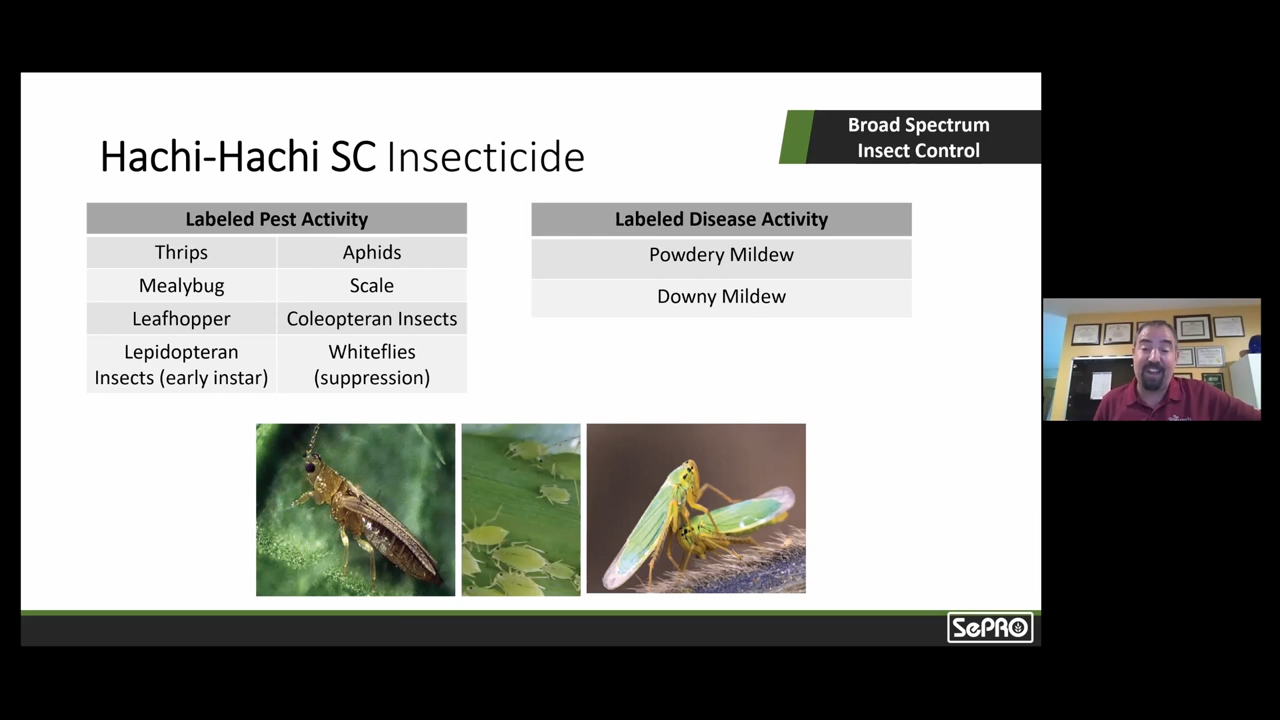 Broad Spectrum
Insect Control
Hachi-Hachi SC Insecticide
Labeled Pest Activity
Thrips
Aphids
Mealybug
Scale
Leafhopper
Coleopteran Insects
Lepidopteran
Insects (early instar)
Whiteflies
(suppression)
Labeled Disease Activity
Powdery Mildew
Downy Mildew
SePRO